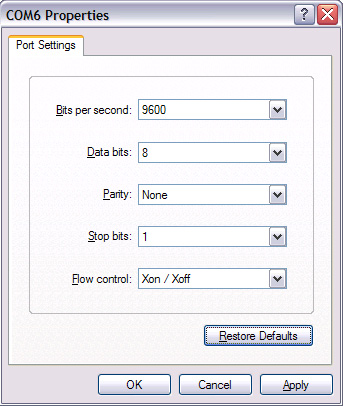 COM6 Properties
Port Settings
Bits per second: 9600
Data bits: 8
Parity: None
Stop bits: 1
Flow control: Xon / Xoff
Restore Defaults
OK Cancel Apply